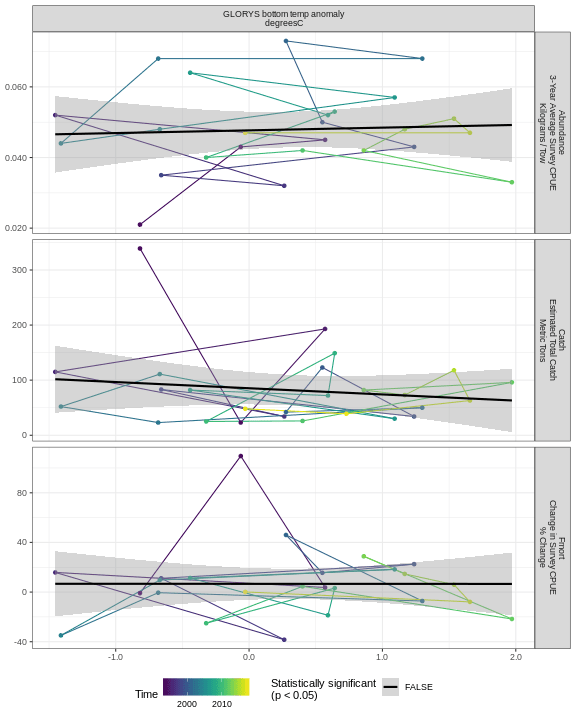 GLORYS bottom temp anomaly
degreesC
0.060
0.040
0.020
Abundance
3-Year Average Survey CPUE
Kilograms / Tow
300
200
100
0
Catch
Estimated Total Catch
Metric Tons
80
40
0
-40
Fmort
Change in Survey CPUE
% Change
-1.0 0.0 1.0 2.0
Time
2000 2010
Statistically significant
(p < 0.05)
FALSE